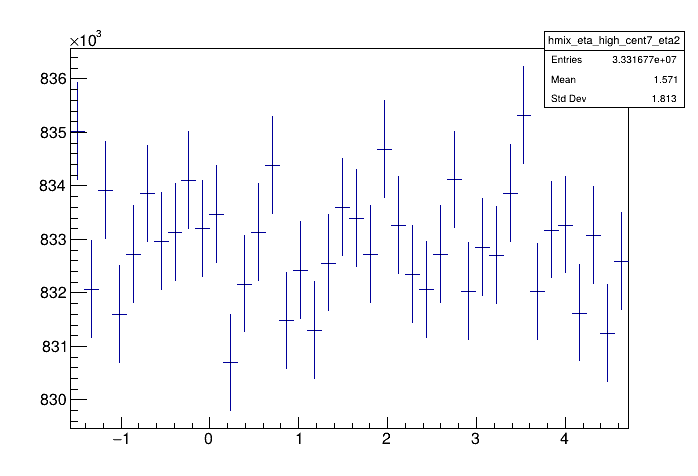 ×10³
hmix_eta_high_cent7_eta2
Entries 3.331677e+07
Mean 1.571
Std Dev 1.813
836
835
834
833
832
831
830
−1 0 1 2 3 4